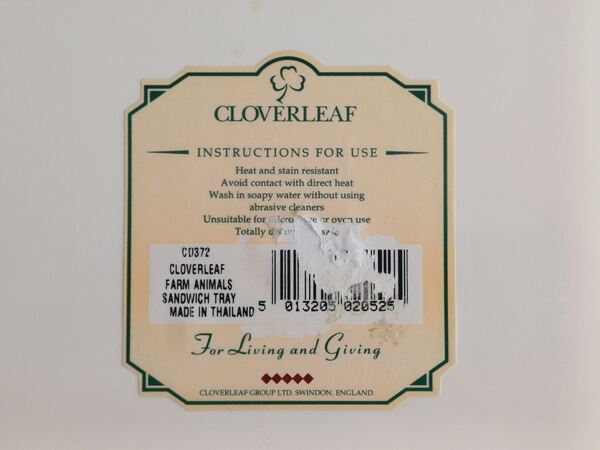 CLOVERLEAF
INSTRUCTIONS FOR USE
Heat and stain resistant
Avoid contact with direct heat
Wash in soapy water without using
abrasive cleaners
Unsuitable for or oven use
Totally
CD372
CLOVERLEAF
FARM ANIMALS
SANDWICH TRAY
MADE IN THAILAND
5 013205 020525
For Living and Giving
CLOVERLEAF GROUP LTD. SWINDON. ENGLAND.